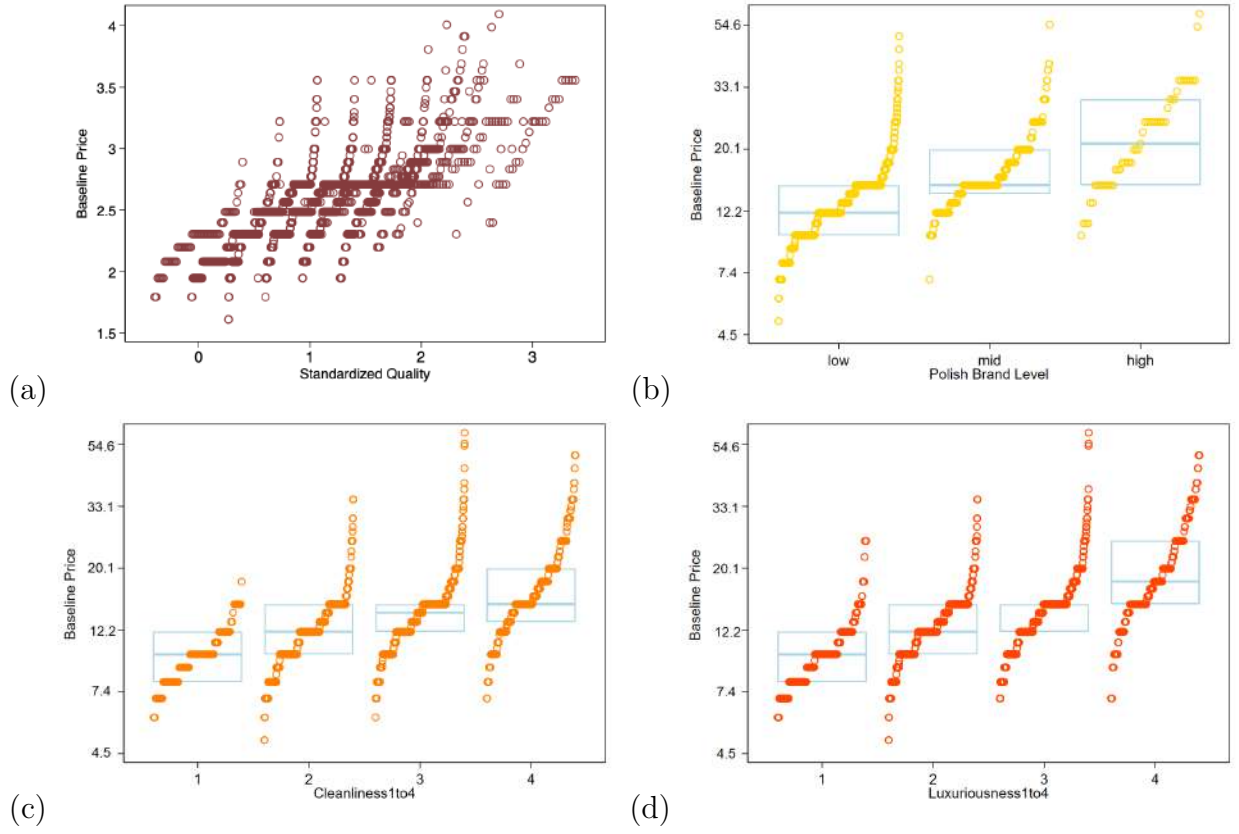 4
3.5
3
2.5
2
1.5
Baseline Price
0 1 2 3
Standardized Quality
(a)
54.6
33.1
20.1
12.2
7.4
4.5
Baseline Price
low mid high
Polish Brand Level
(b)
54.6
33.1
20.1
12.2
7.4
4.5
Baseline Price
1 2 3 4
Cleanliness1to4
(c)
54.6
33.1
20.1
12.2
7.4
4.5
Baseline Price
1 2 3 4
Luxuriousness1to4
(d)